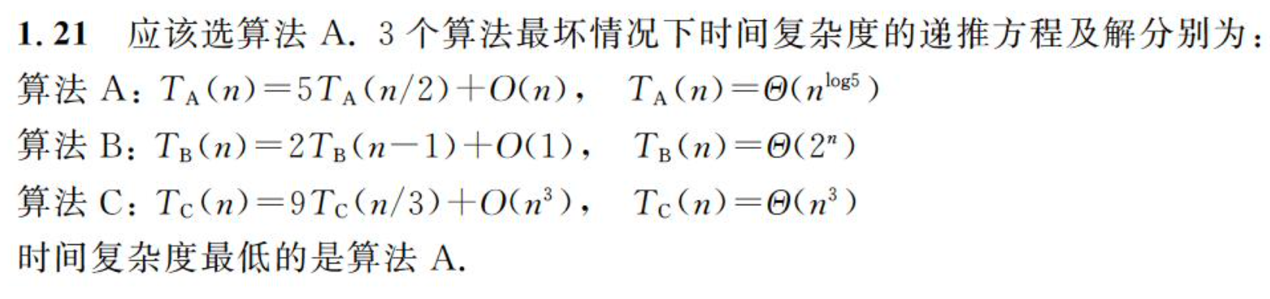 1.21 应该选算法 A. 3 个算法最坏情况下时间复杂度的递推方程及解分别为：
算法 A：T_A(n)=5T_A(n/2)+O(n)， T_A(n)=Θ(n^{log5})
算法 B：T_B(n)=2T_B(n−1)+O(1)， T_B(n)=Θ(2^n)
算法 C：T_C(n)=9T_C(n/3)+O(n^3)， T_C(n)=Θ(n^3)
时间复杂度最低的是算法 A.